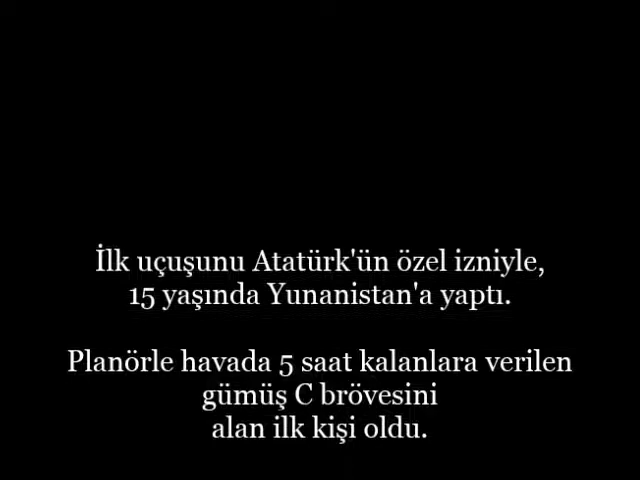 İlk uçuşunu Atatürk'ün özel izniyle,
15 yaşında Yunanistan'a yaptı.
Planörle havada 5 saat kalanlara verilen
gümüş C brövesini
alan ilk kişi oldu.